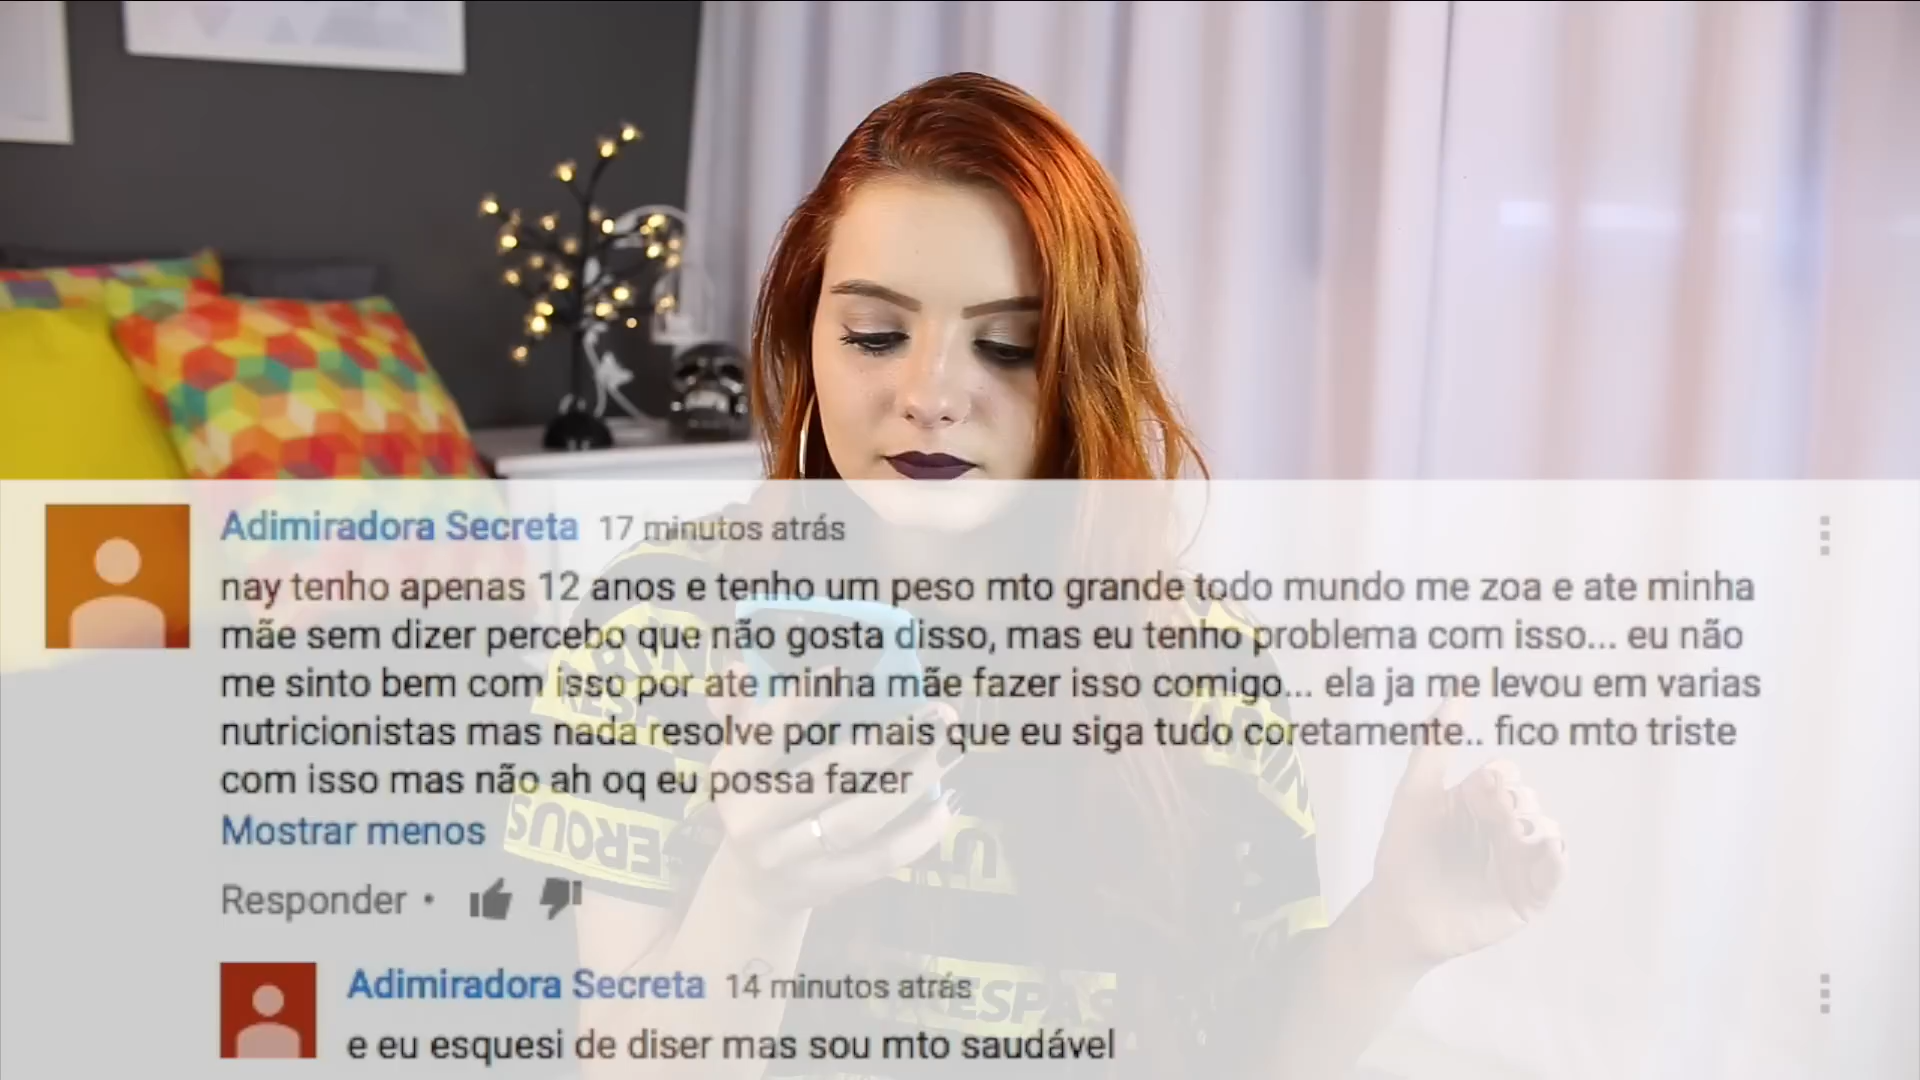 Adimiradora Secreta 17 minutos atrás
nay tenho apenas 12 anos e tenho um peso mto grande todo mundo me zoa e ate minha
mãe sem dizer percebo que não gosta disso, mas eu tenho problema com isso... eu não
me sinto bem com isso por ate minha mãe fazer isso comigo... ela ja me levou em varias
nutricionistas mas nada resolve por mais que eu siga tudo coretamente.. fico mto triste
com isso mas não ah oq eu possa fazer
Mostrar menos
Responder •
Adimiradora Secreta 14 minutos atrás
e eu esquesi de diser mas sou mto saudável